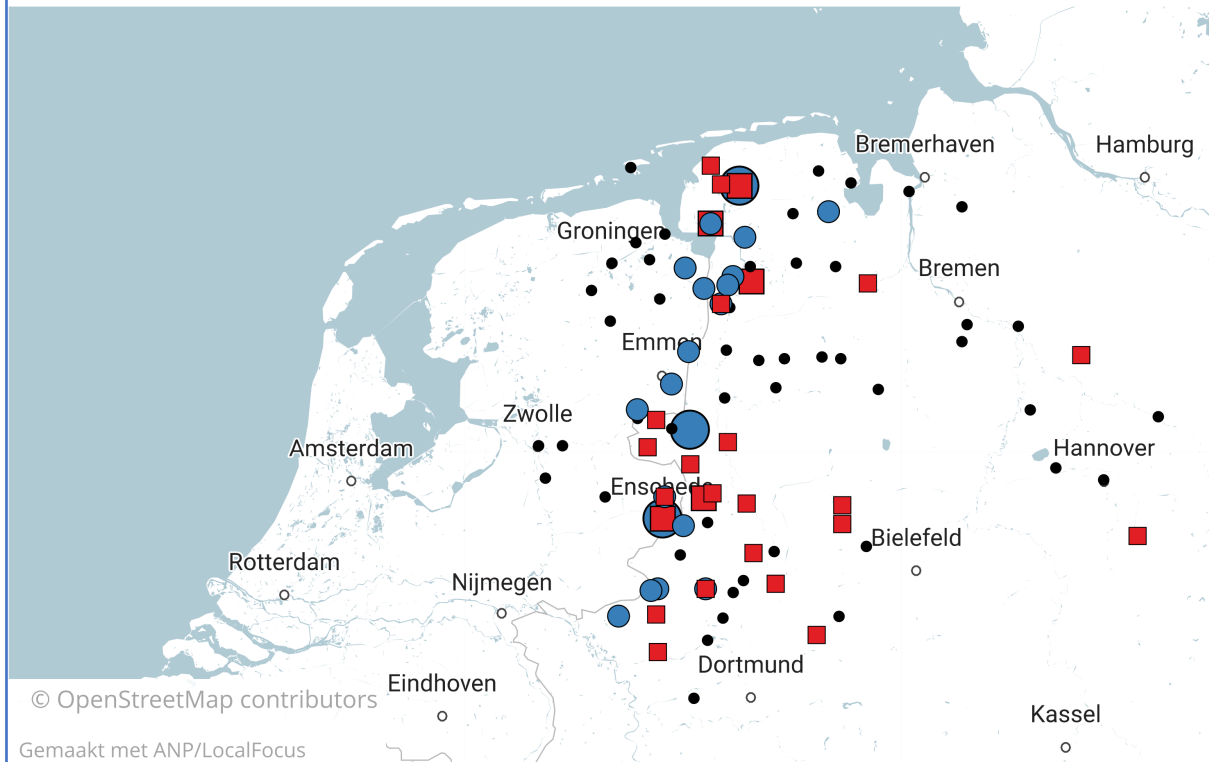 Bremerhaven
Hamburg
Groningen
Bremen
Emmen
Zwolle
Amsterdam
Hannover
Enschede
Bielefeld
Rotterdam
Nijmegen
Dortmund
Eindhoven
© OpenStreetMap contributors
Kassel
Gemaakt met ANP/LocalFocus